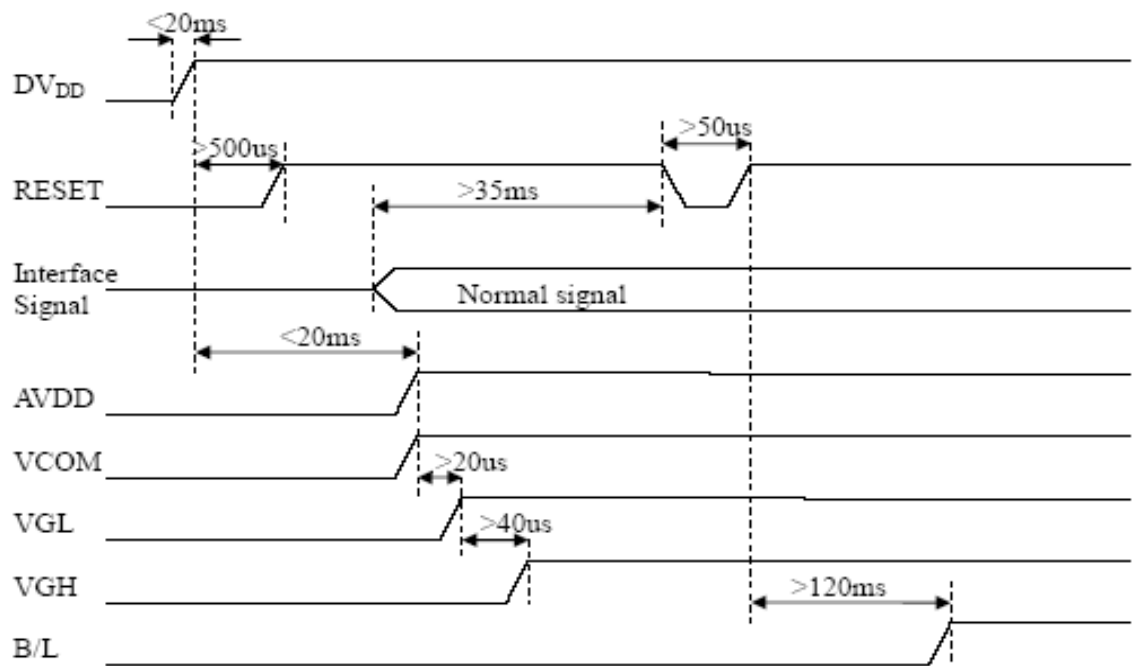 <20ms
DVDD
>500us
>50us
RESET
>35ms
Interface
Signal
Normal signal
<20ms
AVDD
VCOM
>20us
VGL
>40us
VGH
>120ms
B/L